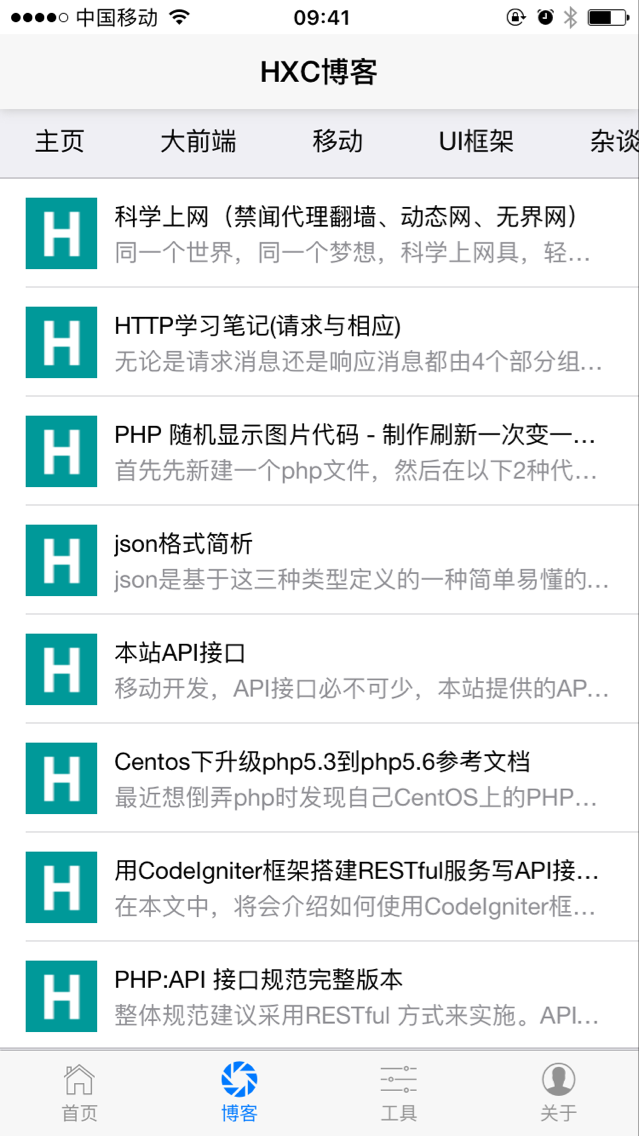 中国移动 09:41
HXC博客
主页 大前端 移动 UI框架 杂谈
H
科学上网（禁闻代理翻墙、动态网、无界网）
同一个世界，同一个梦想，科学上网具，轻...
H
HTTP学习笔记(请求与相应)
无论是请求消息还是响应消息都由4个部分组...
H
PHP 随机显示图片代码 - 制作刷新一次变一...
首先先新建一个php文件，然后在以下2种代...
H
json格式简析
json是基于这三种类型定义的一种简单易懂的...
H
本站API接口
移动开发，API接口必不可少，本站提供的AP...
H
Centos下升级php5.3到php5.6参考文档
最近想倒弄php时发现自己CentOS上的PHP...
H
用CodeIgniter框架搭建RESTful服务写API接...
在本文中，将会介绍如何使用CodeIgniter框...
H
PHP:API 接口规范完整版本
整体规范建议采用RESTful 方式来实施。API...
首页 博客 工具 关于